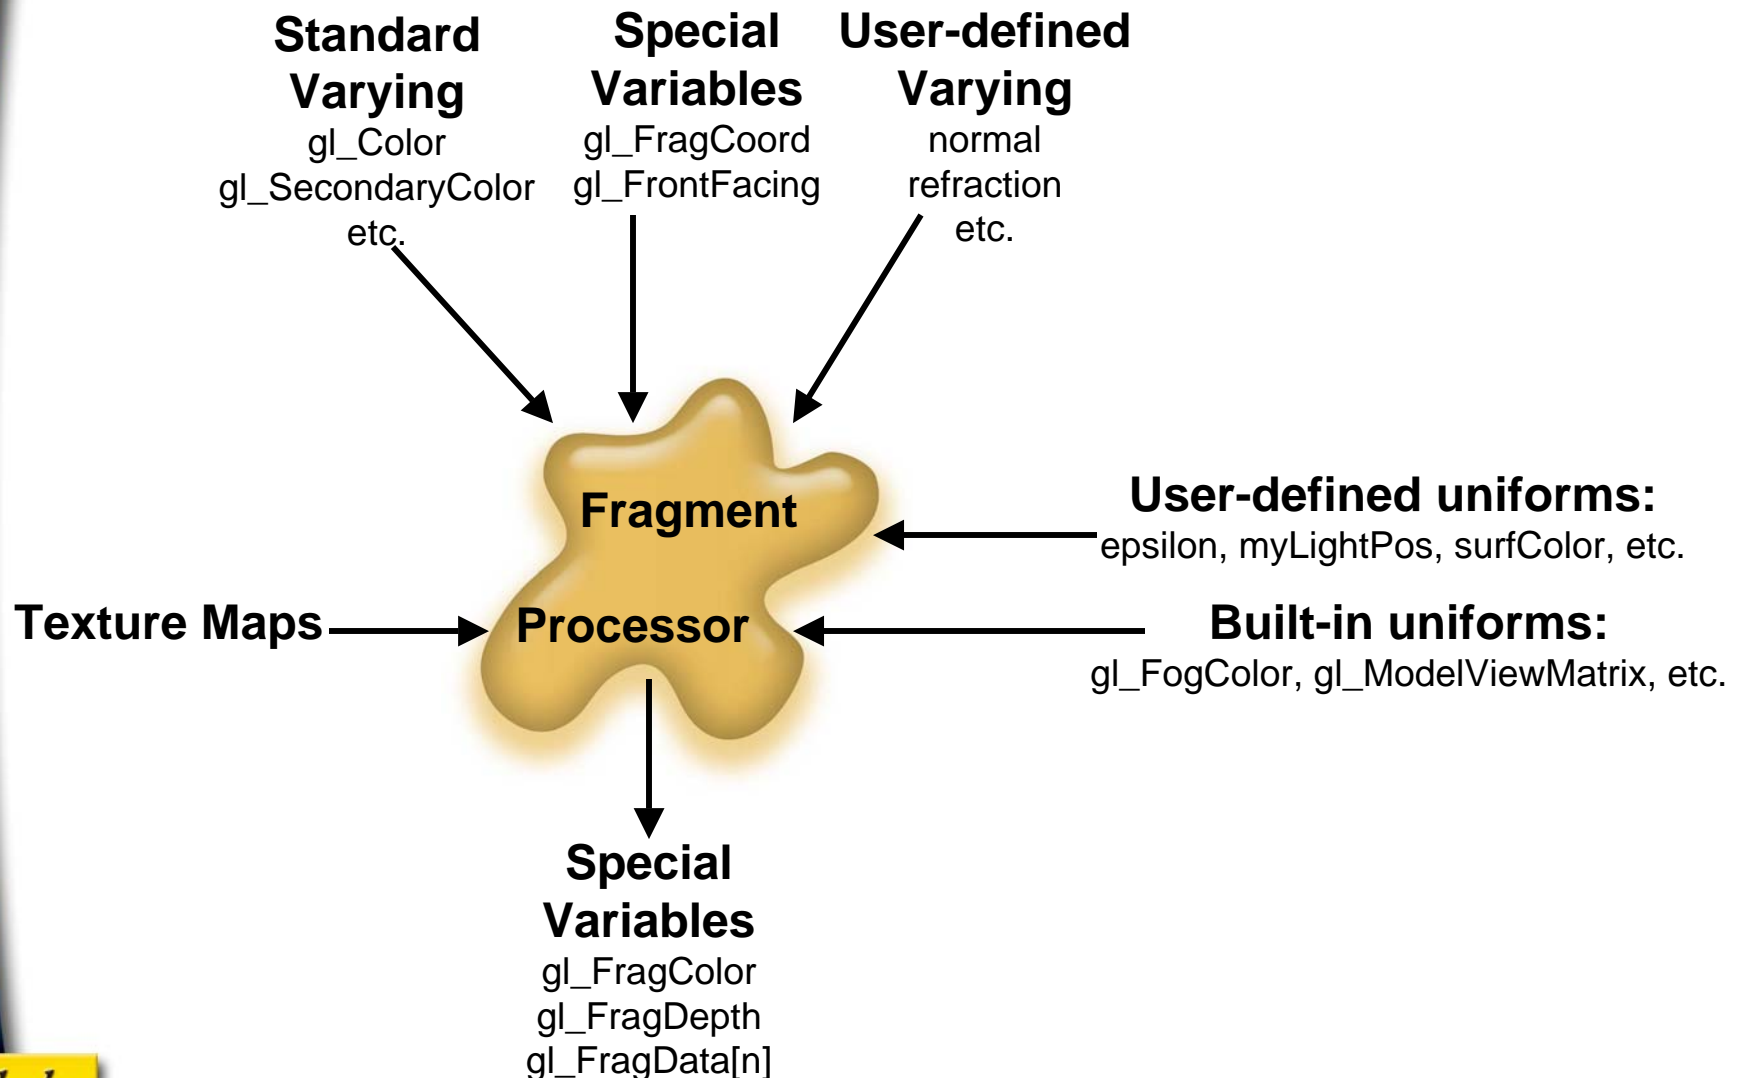 Standard
Varying
gl_Color
gl_SecondaryColor
etc.
Special
Variables
gl_FragCoord
gl_FrontFacing
User-defined
Varying
normal
refraction
etc.
Fragment
Processor
User-defined uniforms:
epsilon, myLightPos, surfColor, etc.
Texture Maps
Built-in uniforms:
gl_FogColor, gl_ModelViewMatrix, etc.
Special
Variables
gl_FragColor
gl_FragDepth
gl_FragData[n]